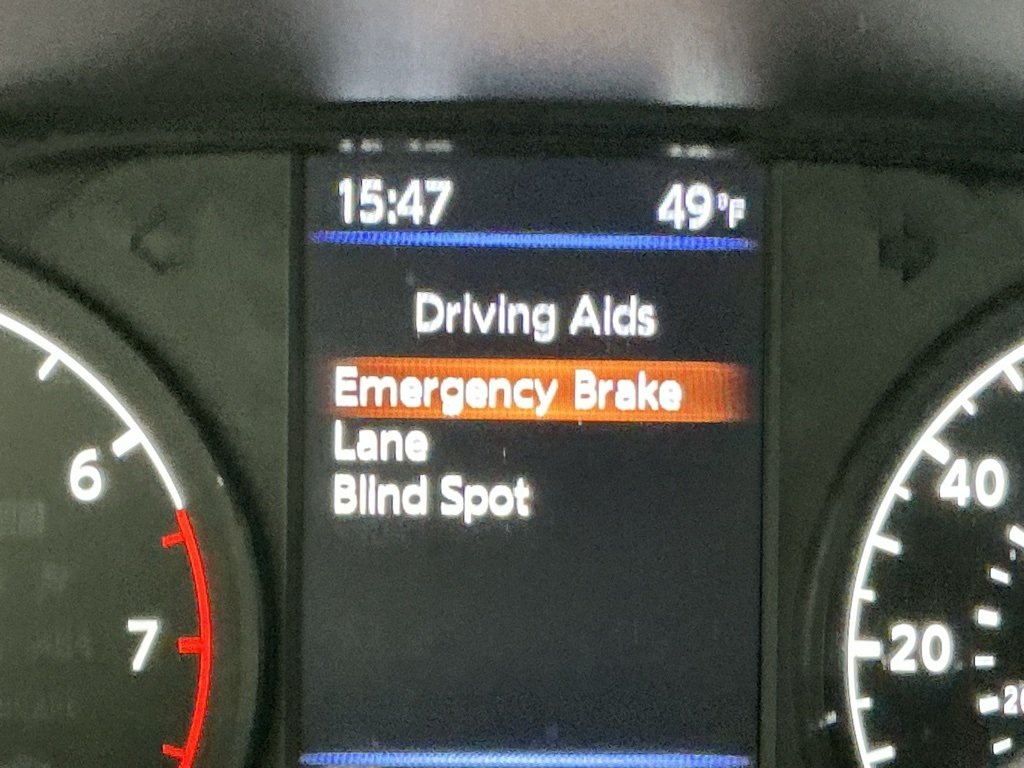 15:47 49°F
Driving Aids
Emergency Brake
Lane
Blind Spot
6
40
7
20